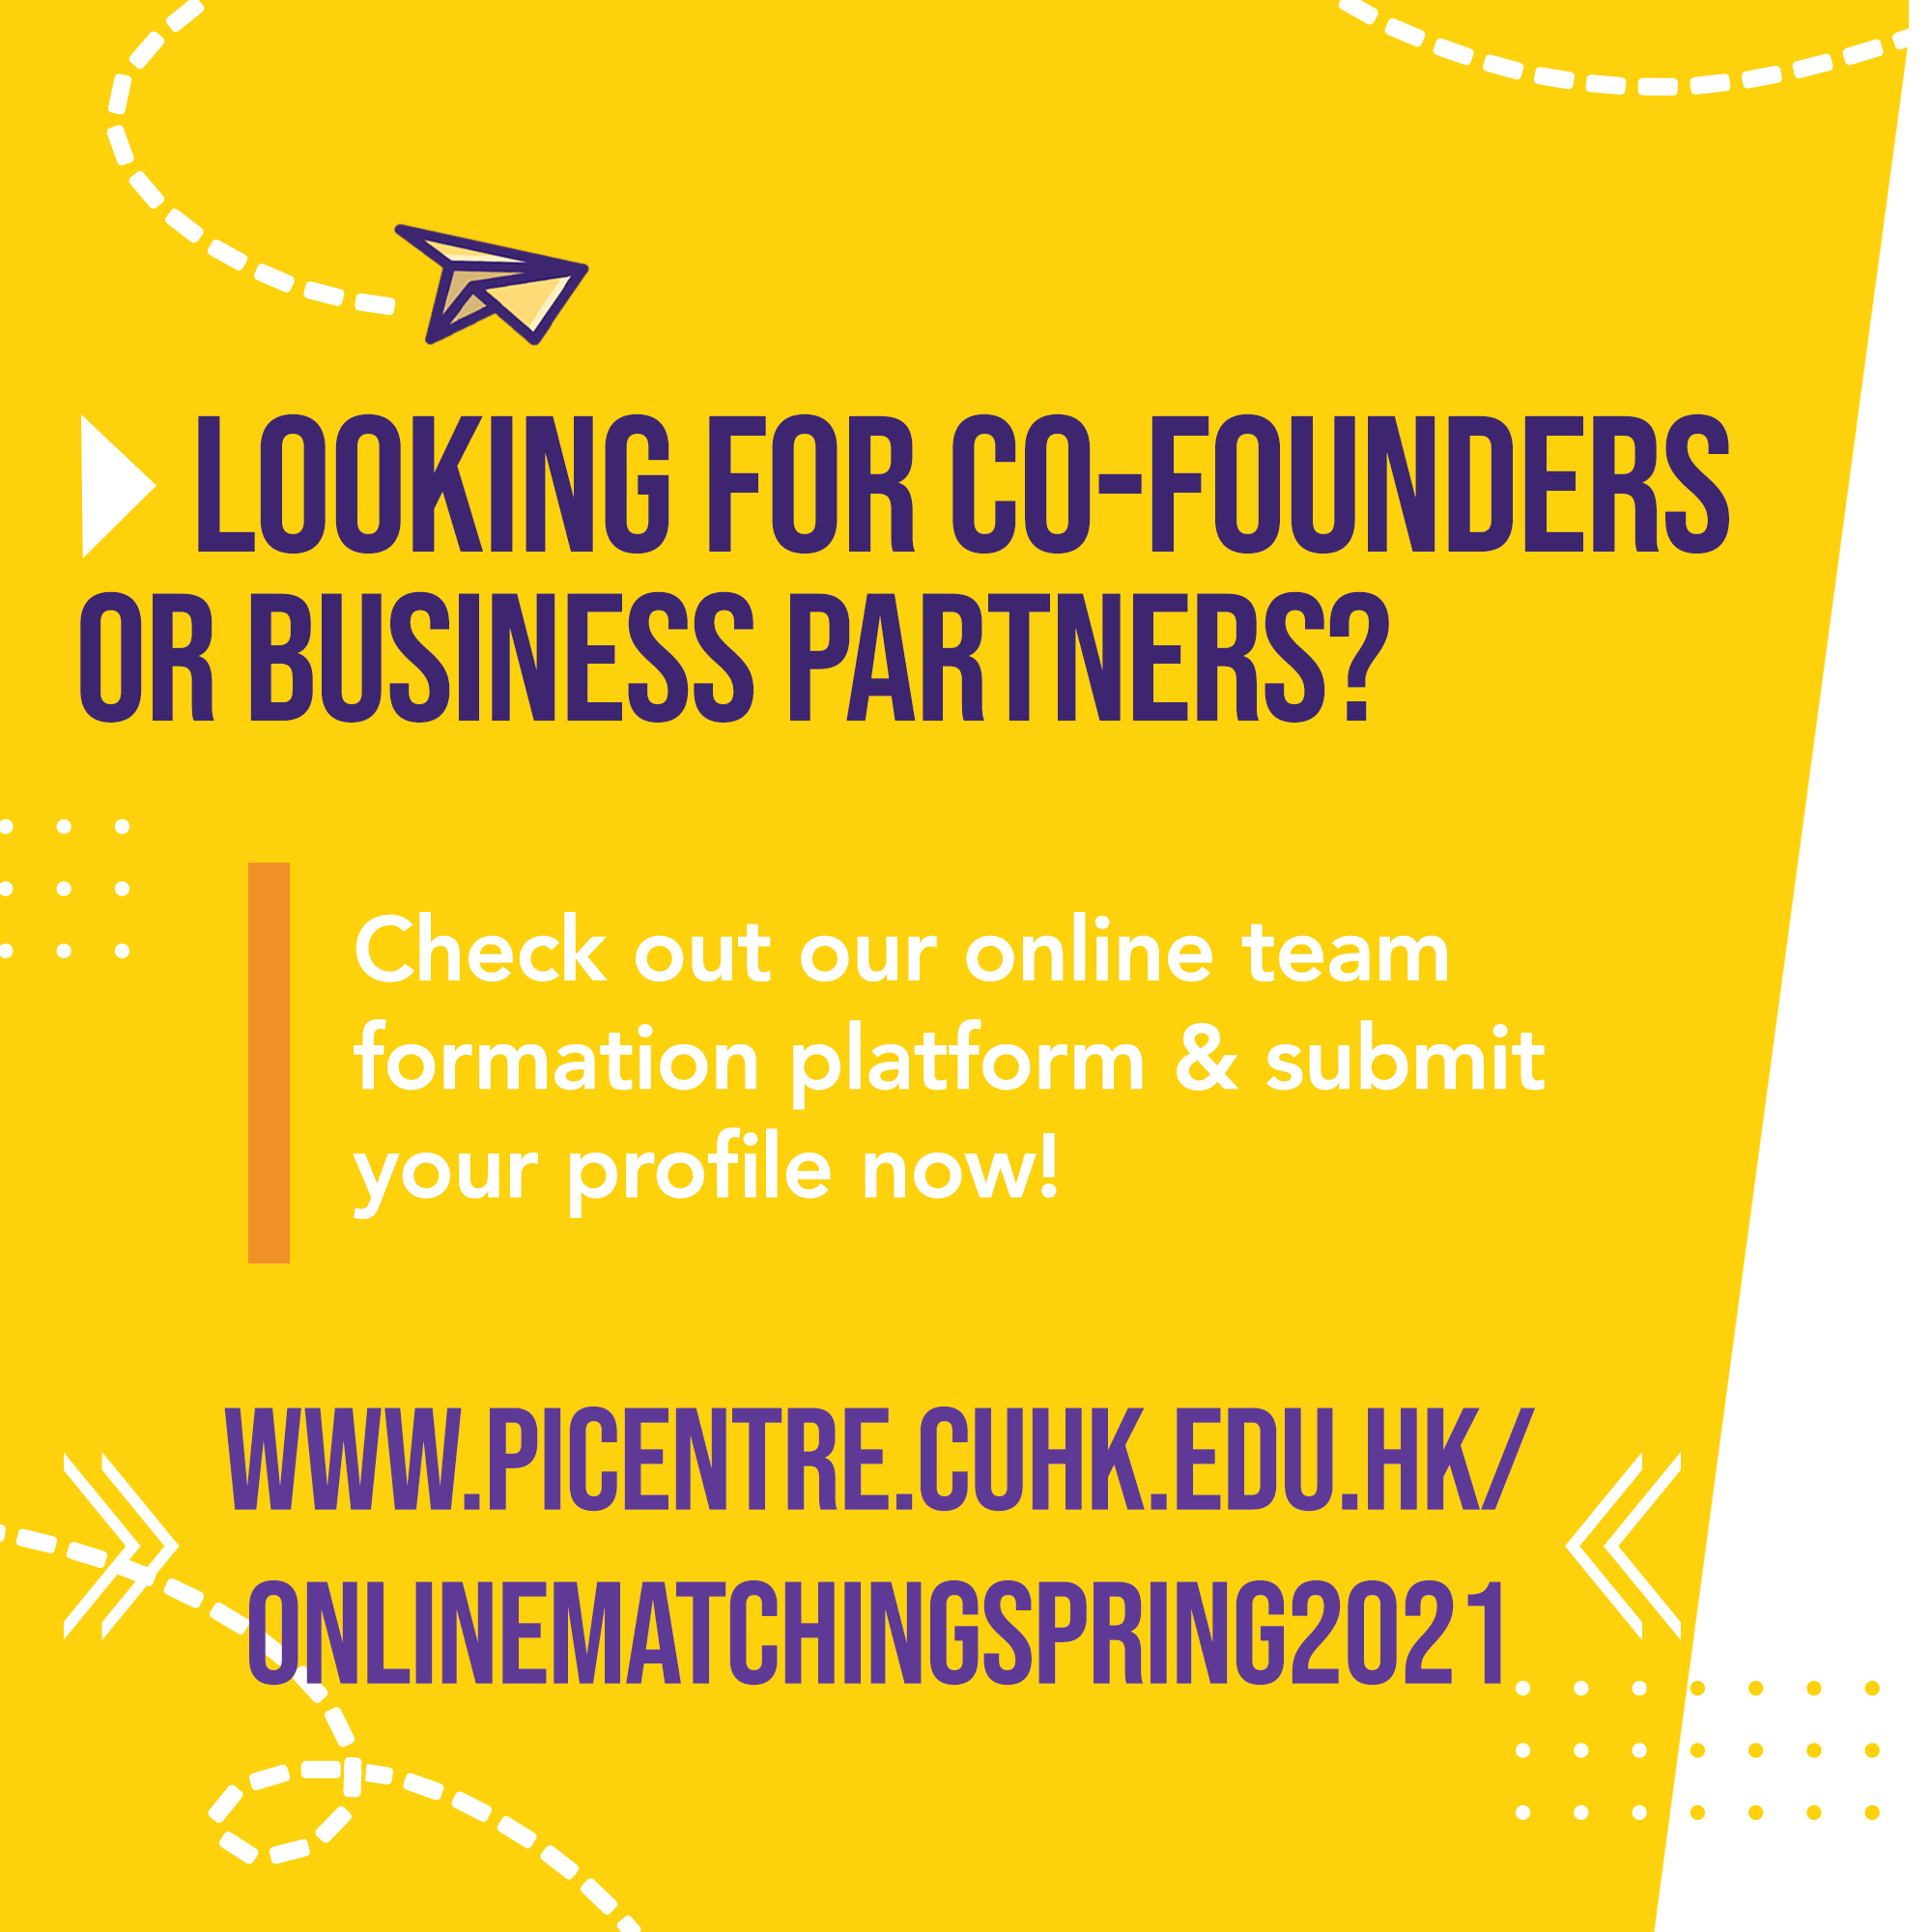 LOOKING FOR CO-FOUNDERS
OR BUSINESS PARTNERS?
Check out our online team
formation platform & submit
your profile now!
WWW.PICENTRE.CUHK.EDU.HK/
ONLINEMATCHINGSPRING2021